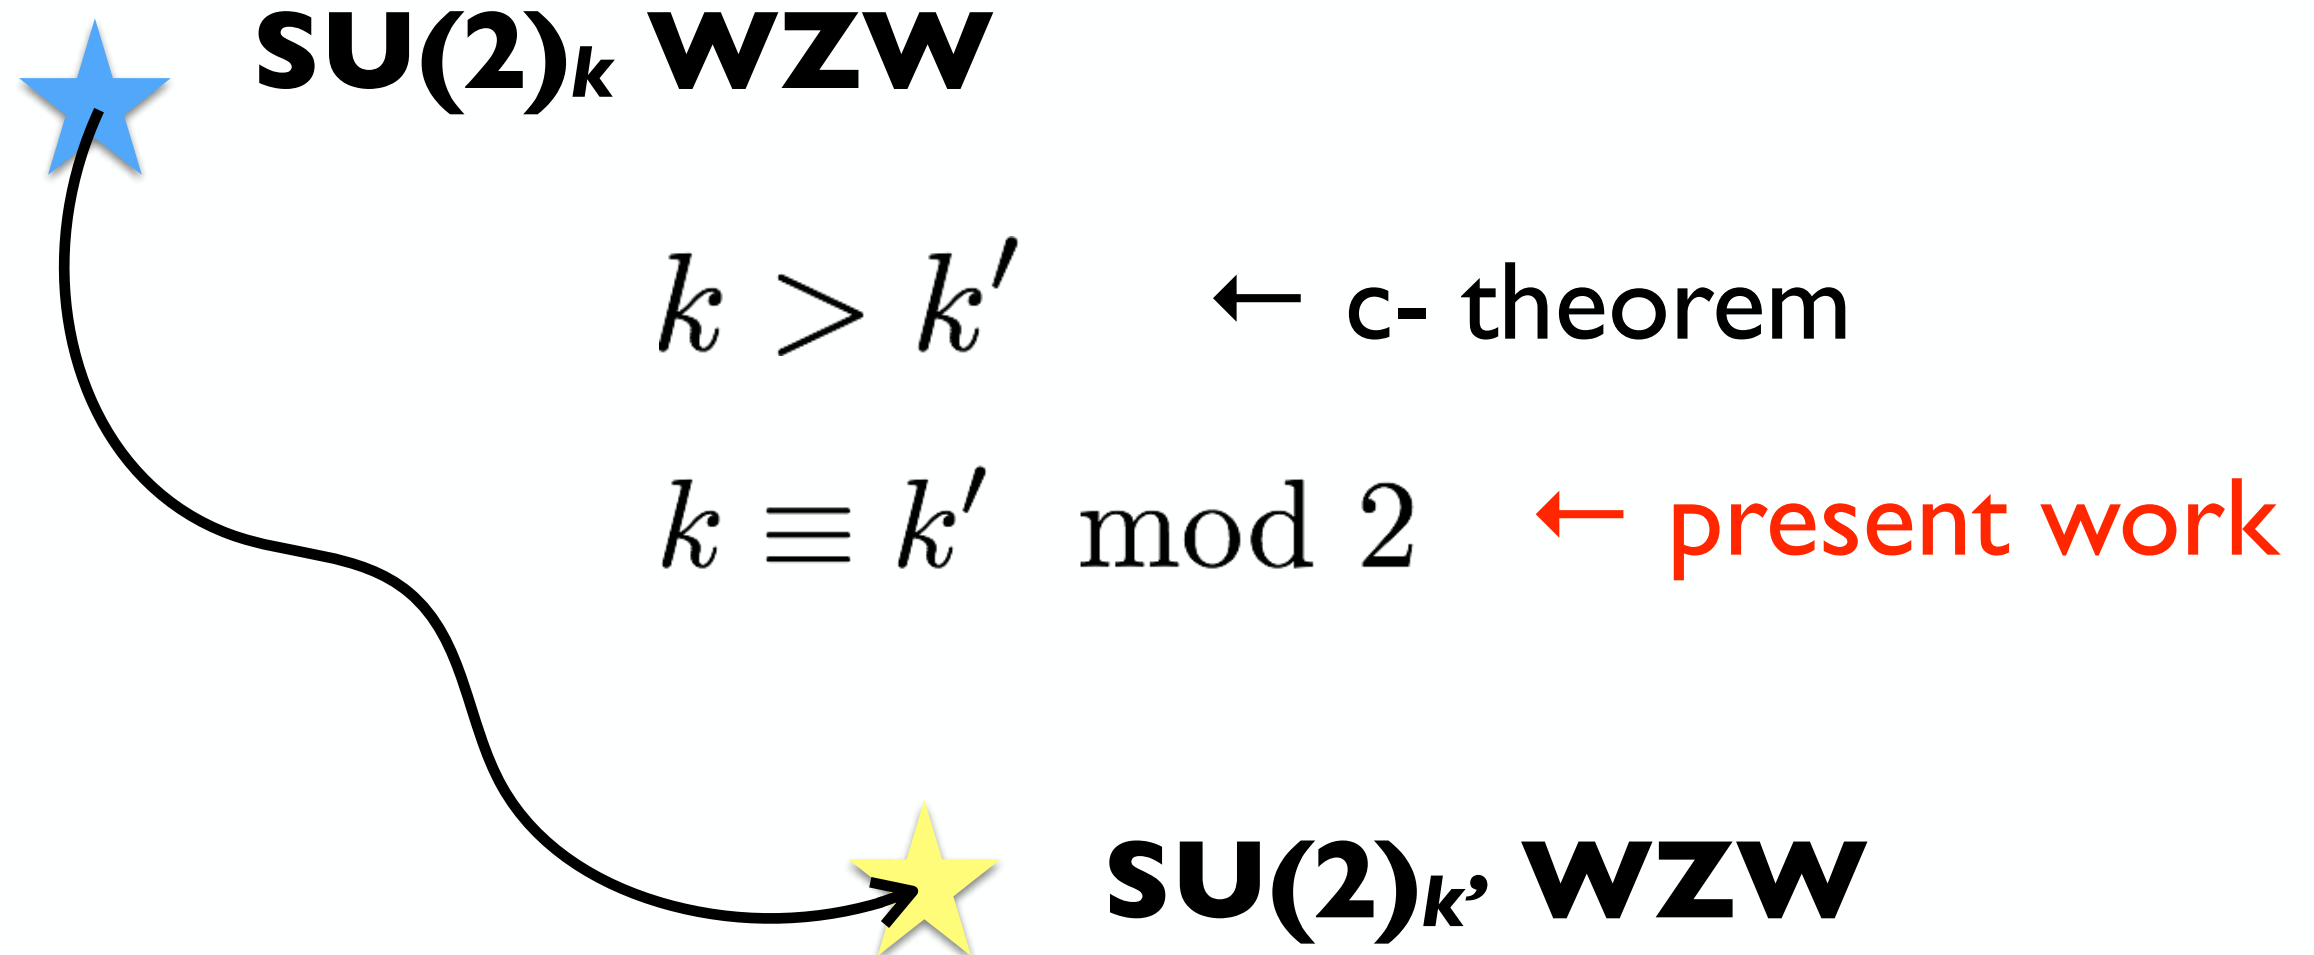 SU(2)k WZW
k > k′ ← c- theorem
k ≡ k′ mod 2 ← present work
SU(2)k’ WZW